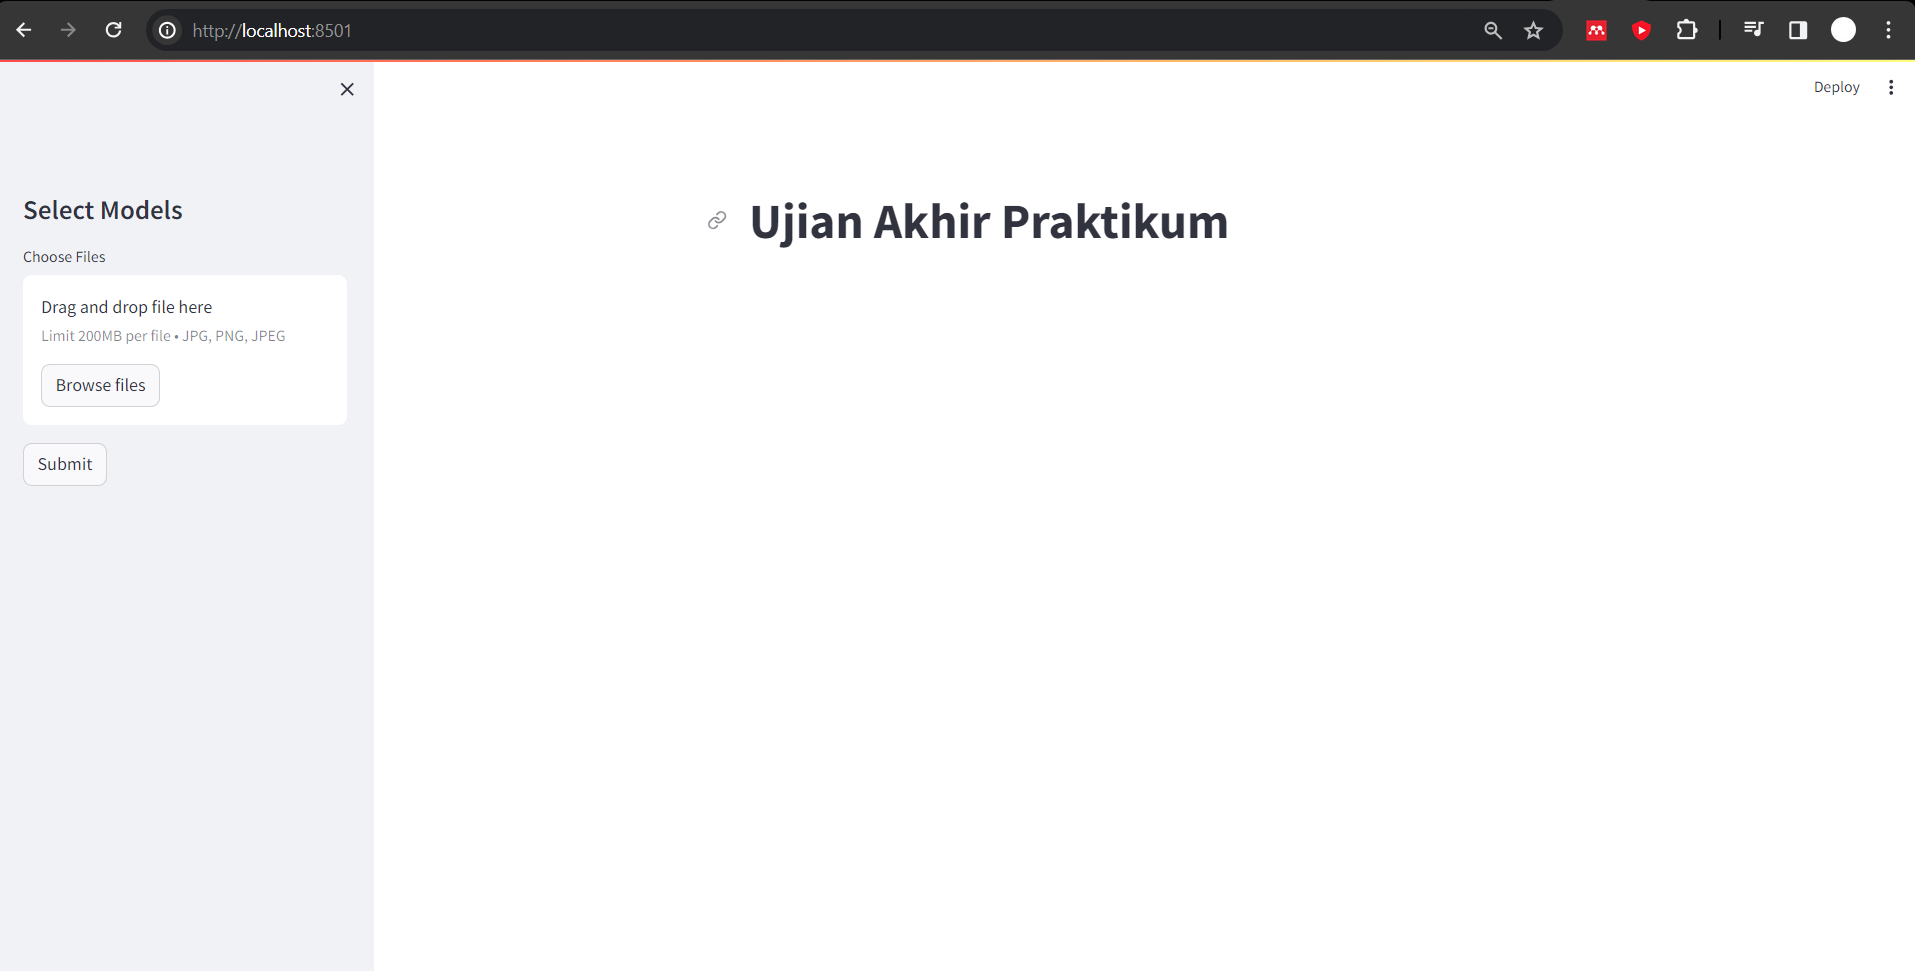 http://localhost:8501
Deploy
Select Models
Choose Files
Drag and drop file here
Limit 200MB per file • JPG, PNG, JPEG
Browse files
Submit
Ujian Akhir Praktikum